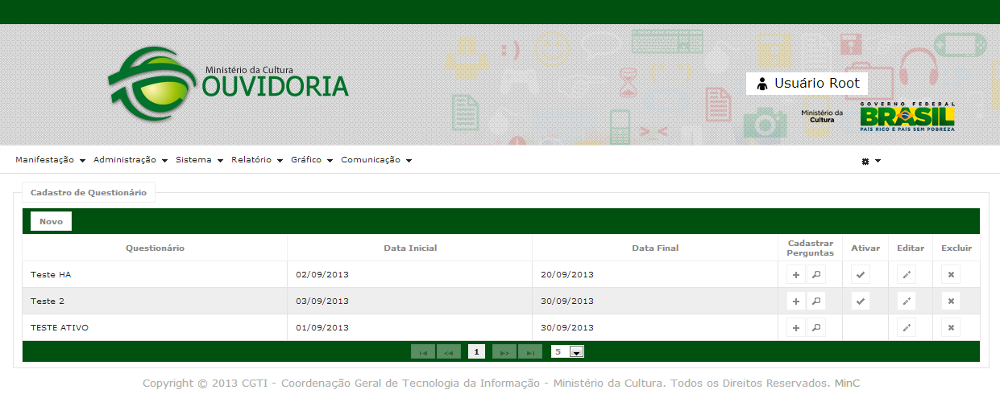 Ministério da Cultura
OUVIDORIA
:)
Usuário Root
>_<
Ministério da
Cultura
GOVERNO FEDERAL
BRASIL
PAÍS RICO É PAÍS SEM POBREZA
Manifestação Administração Sistema Relatório Gráfico Comunicação
Cadastro de Questionário
Novo
Questionário Data Inicial Data Final Cadastrar Perguntas Ativar Editar Excluir
Teste HA 02/09/2013 20/09/2013
Teste 2 03/09/2013 30/09/2013
TESTE ATIVO 01/09/2013 30/09/2013
1 5
Copyright © 2013 CGTI - Coordenação Geral de Tecnologia da Informação - Ministério da Cultura. Todos os Direitos Reservados. MinC